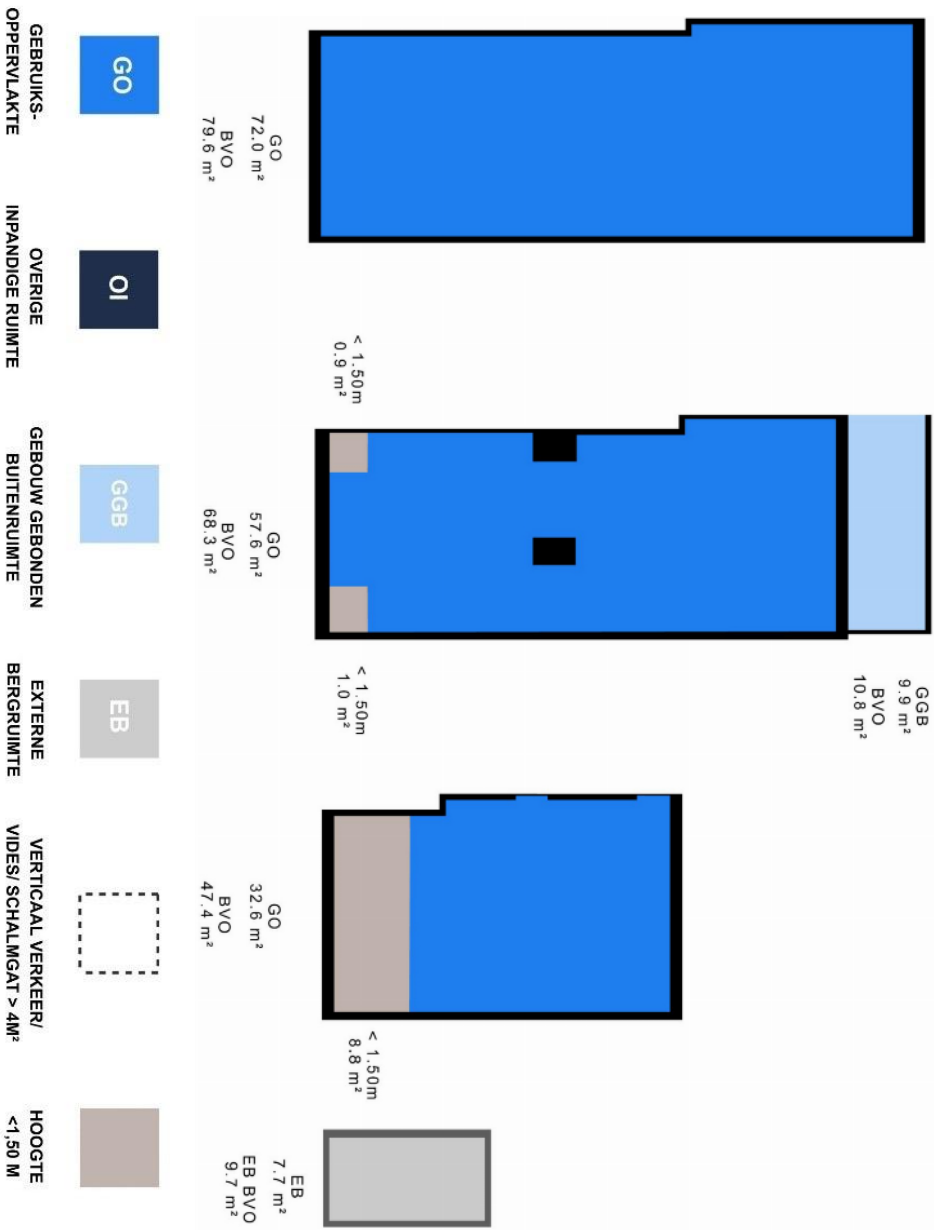 GO
72.0 m²
BVO
79.6 m²
< 1.50m
0.9 m²
GO
57.6 m²
BVO
68.3 m²
< 1.50m
1.0 m²
GGB
9.9 m²
BVO
10.8 m²
GO
32.6 m²
BVO
47.4 m²
< 1.50m
8.8 m²
EB
7.7 m²
EB BVO
9.7 m²
GO
GEBRUIKS-
OPPERVLAKTE
OI
OVERIGE
INPANDIGE RUIMTE
GGB
GEBOUW GEBONDEN
BUITENRUIMTE
EB
EXTERNE
BERGRUIMTE
VERTICAAL VERKEER/
VIDES/ SCHALMGAT > 4M²
HOOGTE
<1,50 M